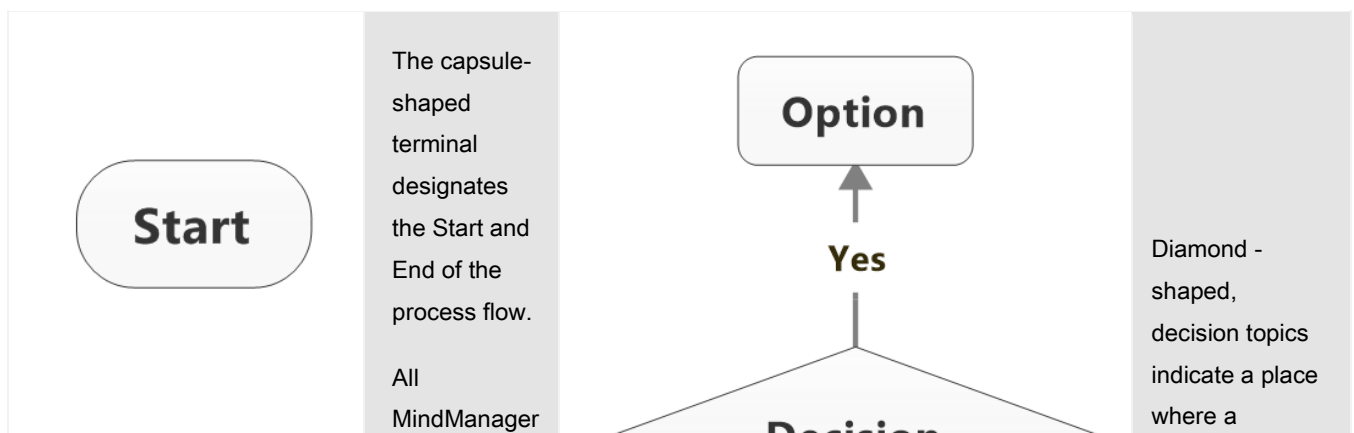 Start
The capsule-
shaped
terminal
designates
the Start and
End of the
process flow.
All
MindManager
Option
Yes
Decision
Diamond -
shaped,
decision topics
indicate a place
where a